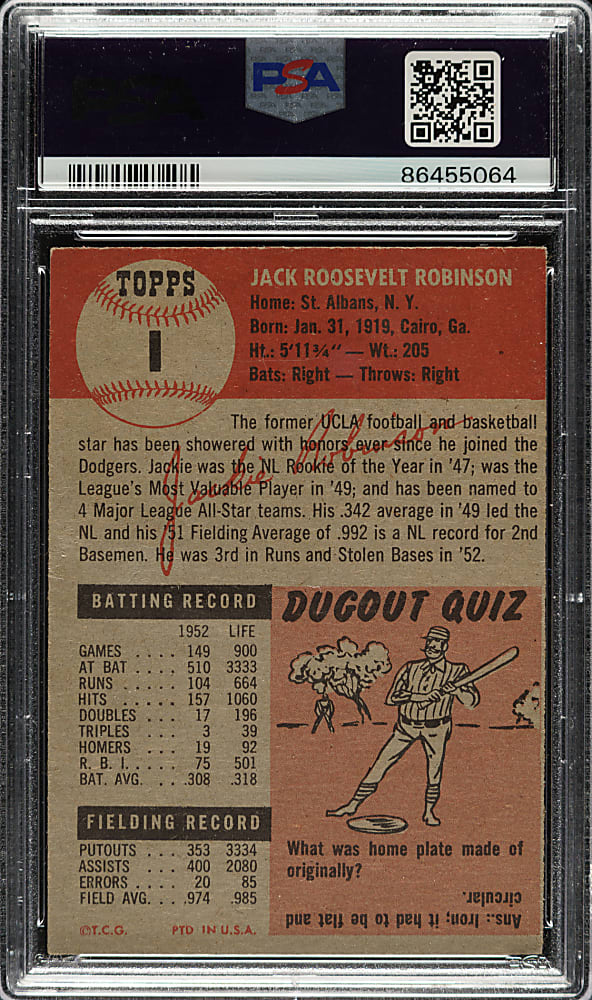 PSA
86455064
TOPPS
1
JACK ROOSEVELT ROBINSON
Home: St. Albans, N. Y.
Born: Jan. 31, 1919, Cairo, Ga.
Ht.: 5'11¾" — Wt.: 205
Bats: Right — Throws: Right
The former UCLA football and basketball
star has been showered with honors ever since he joined the
Dodgers. Jackie was the NL Rookie of the Year in '47; was the
League's Most Valuable Player in '49; and has been named to
4 Major League All-Star teams. His .342 average in '49 led the
NL and his '51 Fielding Average of .992 is a NL record for 2nd
Basemen. He was 3rd in Runs and Stolen Bases in '52.
Jackie Robinson
BATTING RECORD
1952 LIFE
GAMES . . . . 149 900
AT BAT . . . . 510 3333
RUNS . . . . . 104 664
HITS . . . . . 157 1060
DOUBLES . . . 17 196
TRIPLES . . . 3 39
HOMERS . . . 19 92
R. B. I. . . . . 75 501
BAT. AVG. . . .308 .318
FIELDING RECORD
PUTOUTS . . . 353 3334
ASSISTS . . . 400 2080
ERRORS . . . . 20 85
FIELD AVG. . . .974 .985
©T.C.G. PTD IN U.S.A.
DUGOUT QUIZ
What was home plate made of
originally?
Ans.: Iron; it had to be flat and
circular.